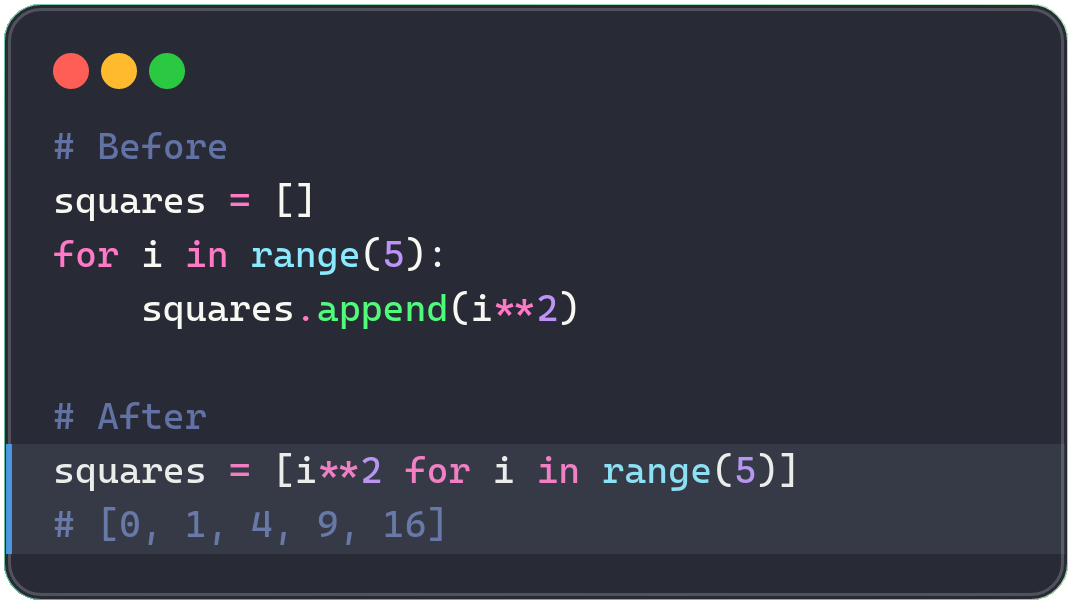 # Before
squares = []
for i in range(5):
    squares.append(i**2)

# After
squares = [i**2 for i in range(5)]
# [0, 1, 4, 9, 16]